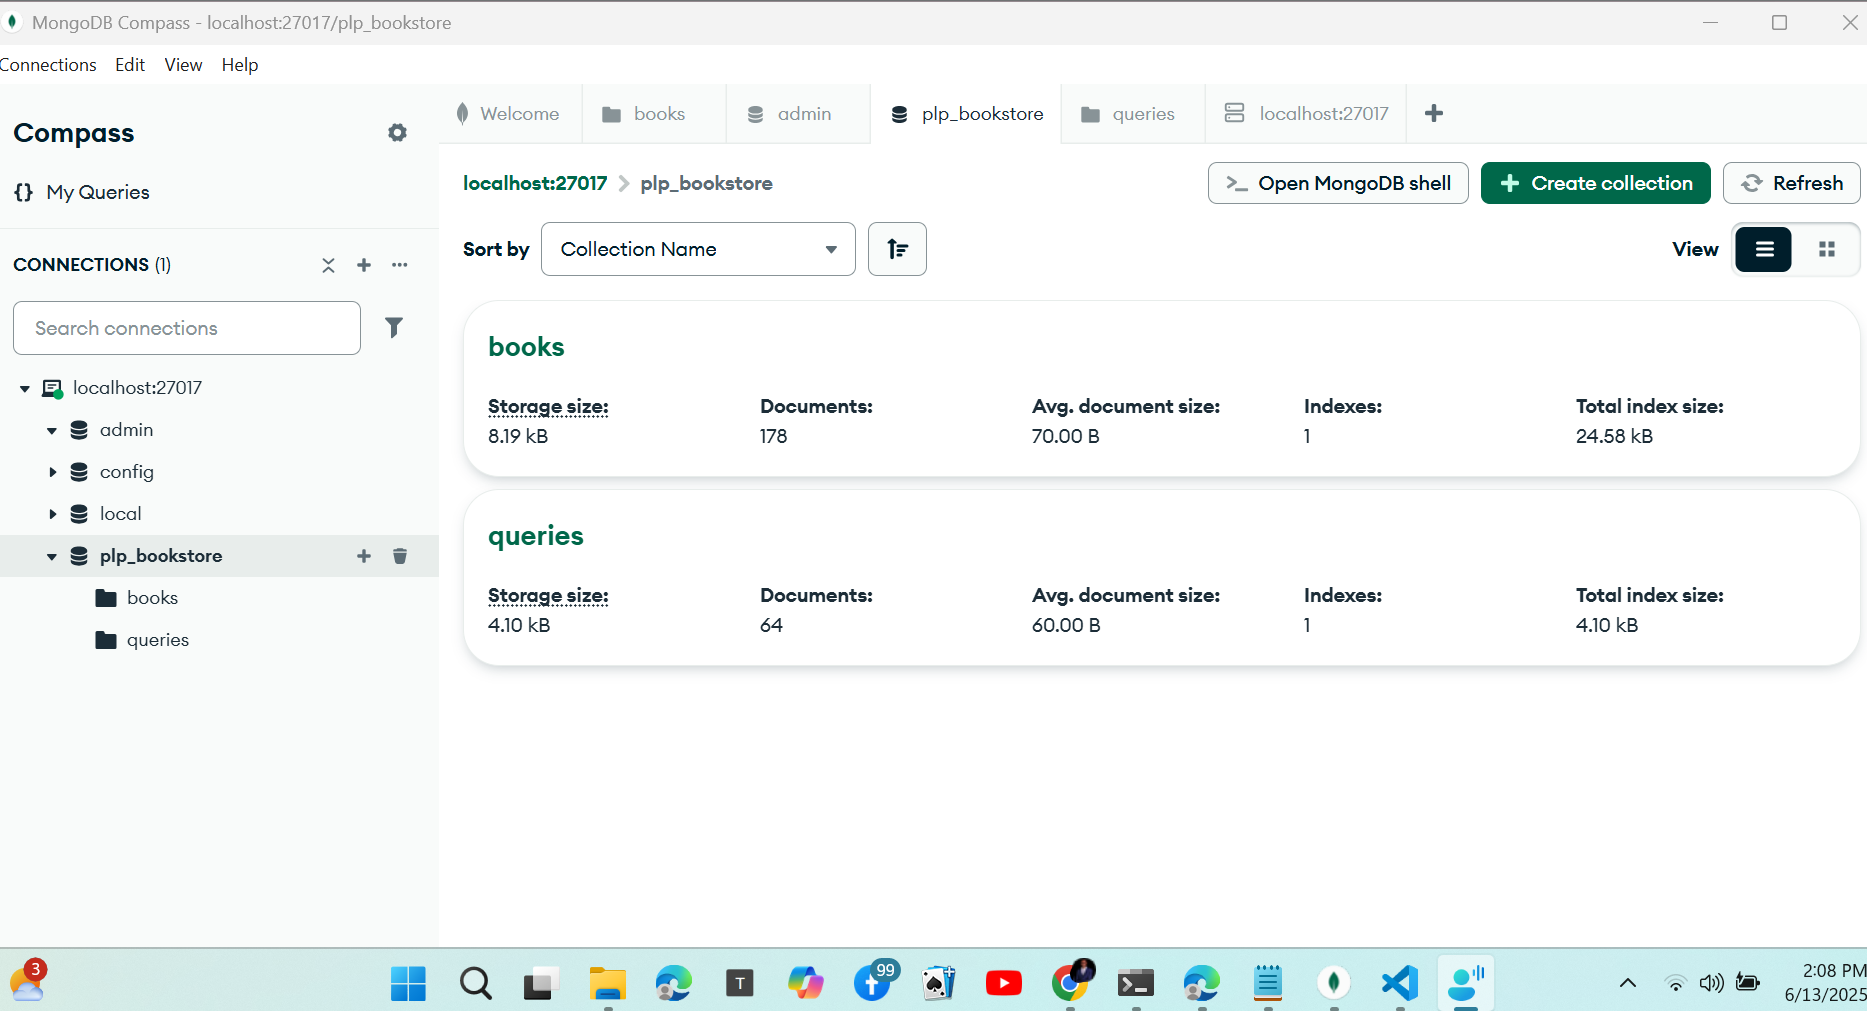 MongoDB Compass - localhost:27017/plp_bookstore
Connections Edit View Help
Compass
My Queries
CONNECTIONS (1)
Search connections
localhost:27017
admin
config
local
plp_bookstore
books
queries
Welcome books admin plp_bookstore queries localhost:27017
localhost:27017 plp_bookstore
Open MongoDB shell Create collection Refresh
Sort by Collection Name View
books
Storage size: Documents: Avg. document size: Indexes: Total index size:
8.19 kB 178 70.00 B 1 24.58 kB
queries
Storage size: Documents: Avg. document size: Indexes: Total index size:
4.10 kB 64 60.00 B 1 4.10 kB
3
T
99
2:08 PM
6/13/2025